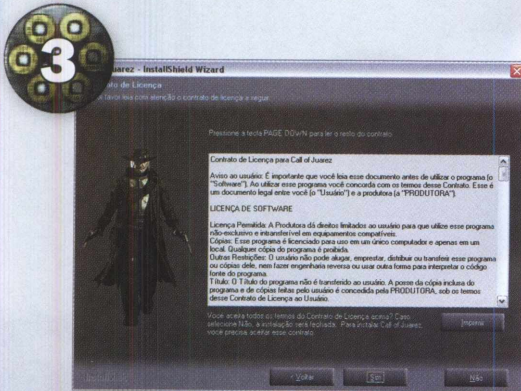 3
uarez - InstallShield Wizard
to de Licença
favor leia com atenção o contrato de licença a seguir.
Pressione a tecla PAGE DOWN para ler o resto do contrato.
Contrato de Licença para Call of Juarez
Aviso ao usuário: É importante que você leia esse documento antes de utilizar o programa (o
"Software"). Ao utilizar esse programa você concorda com os termos desse Contrato. Esse é
um documento legal entre você (o "Usuário") e a produtora (a "PRODUTORA").
LICENÇA DE SOFTWARE
Licença Permitida: A Produtora dá direitos limitados ao usuário para que utilize esse programa
não-exclusivo e intransferível em equipamentos compatíveis.
Cópias: Esse programa é licenciado para uso em um único computador e apenas em um
local. Qualquer cópia do programa é proibida.
Outras Restrições: O usuário não pode alugar, emprestar, distribuir ou transferir esse programa
ou cópias dele, nem fazer engenharia reversa ou usar outra forma para interpretar o código
fonte do programa.
Título: O Título do programa não é transferido ao usuário. A posse da cópia inclusa do
programa e de cópias feitas pelo usuário é concedida pela PRODUTORA, sob os termos
desse Contrato de Licença ao Usuário.
Você aceita todos os termos do Contrato de Licença acima? Caso
selecione Não, a instalação será fechada. Para instalar Call of Juarez,
você precisa aceitar esse contrato.
Imprimir
InstallShield
< Voltar
Sim
Não